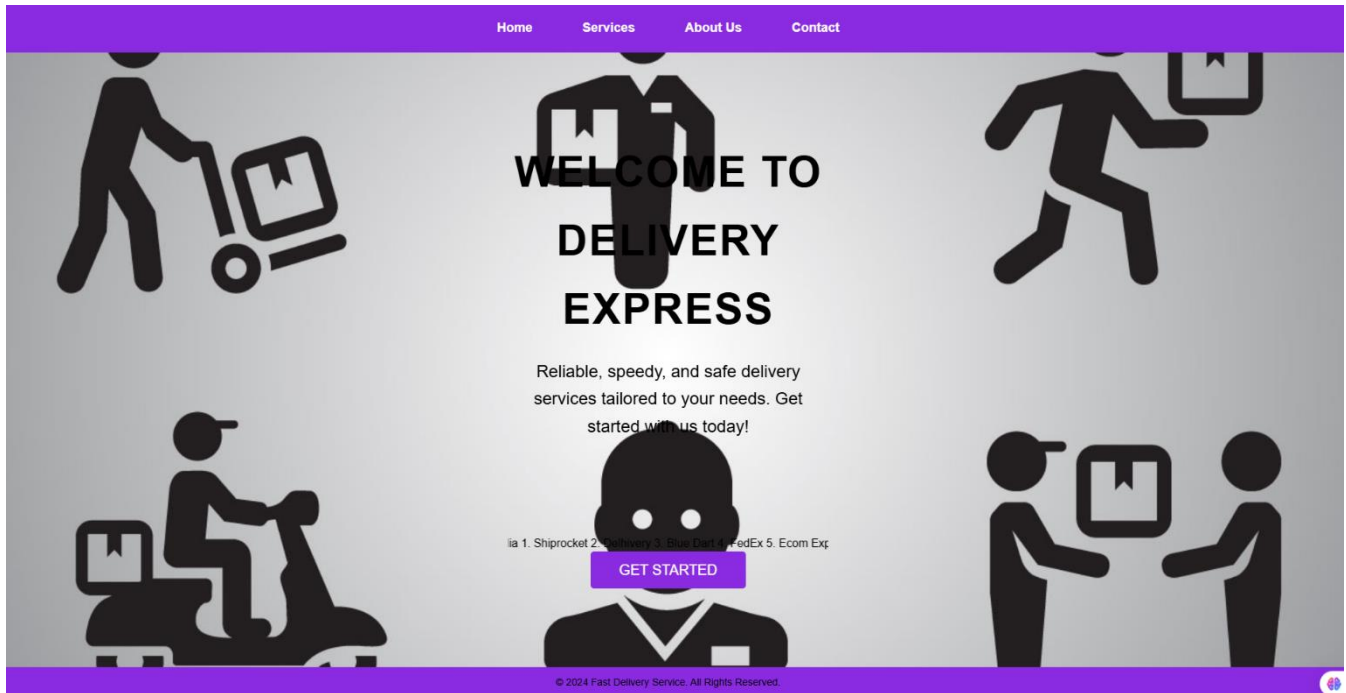 Home Services About Us Contact
WELCOME TO
DELIVERY
EXPRESS
Reliable, speedy, and safe delivery
services tailored to your needs. Get
started with us today!
1. Shiprocket 2. Delhivery 3. Blue Dart 4. FedEx 5. Ecom
GET STARTED
© 2024 Fast Delivery Service. All Rights Reserved.